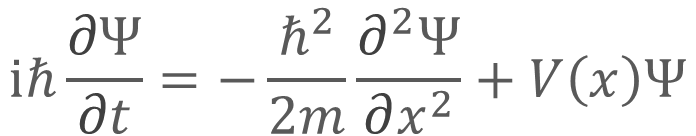 iℏ ∂Ψ/∂t = − ℏ²/2m ∂²Ψ/∂x² + V(x)Ψ